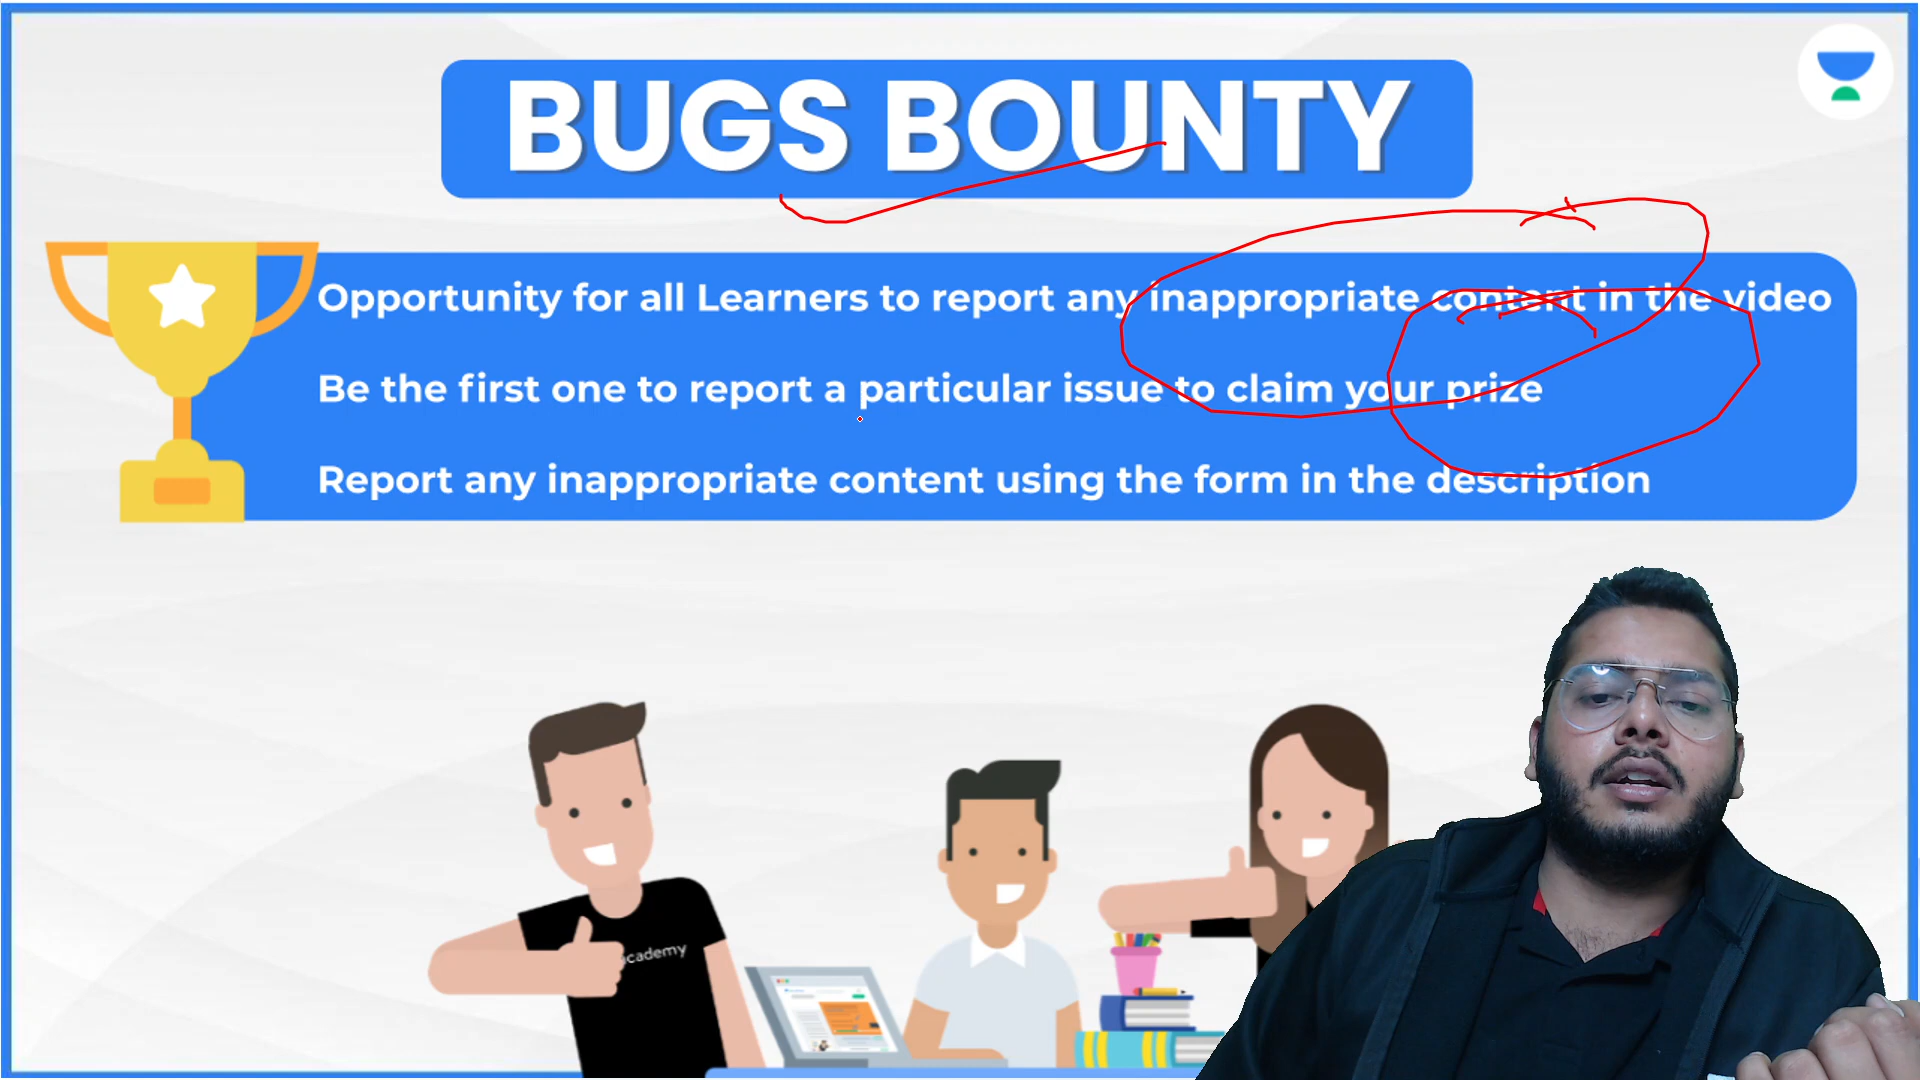 BUGS BOUNTY
Opportunity for all Learners to report any inappropriate content in the video
Be the first one to report a particular issue to claim your prize
Report any inappropriate content using the form in the description
cademy